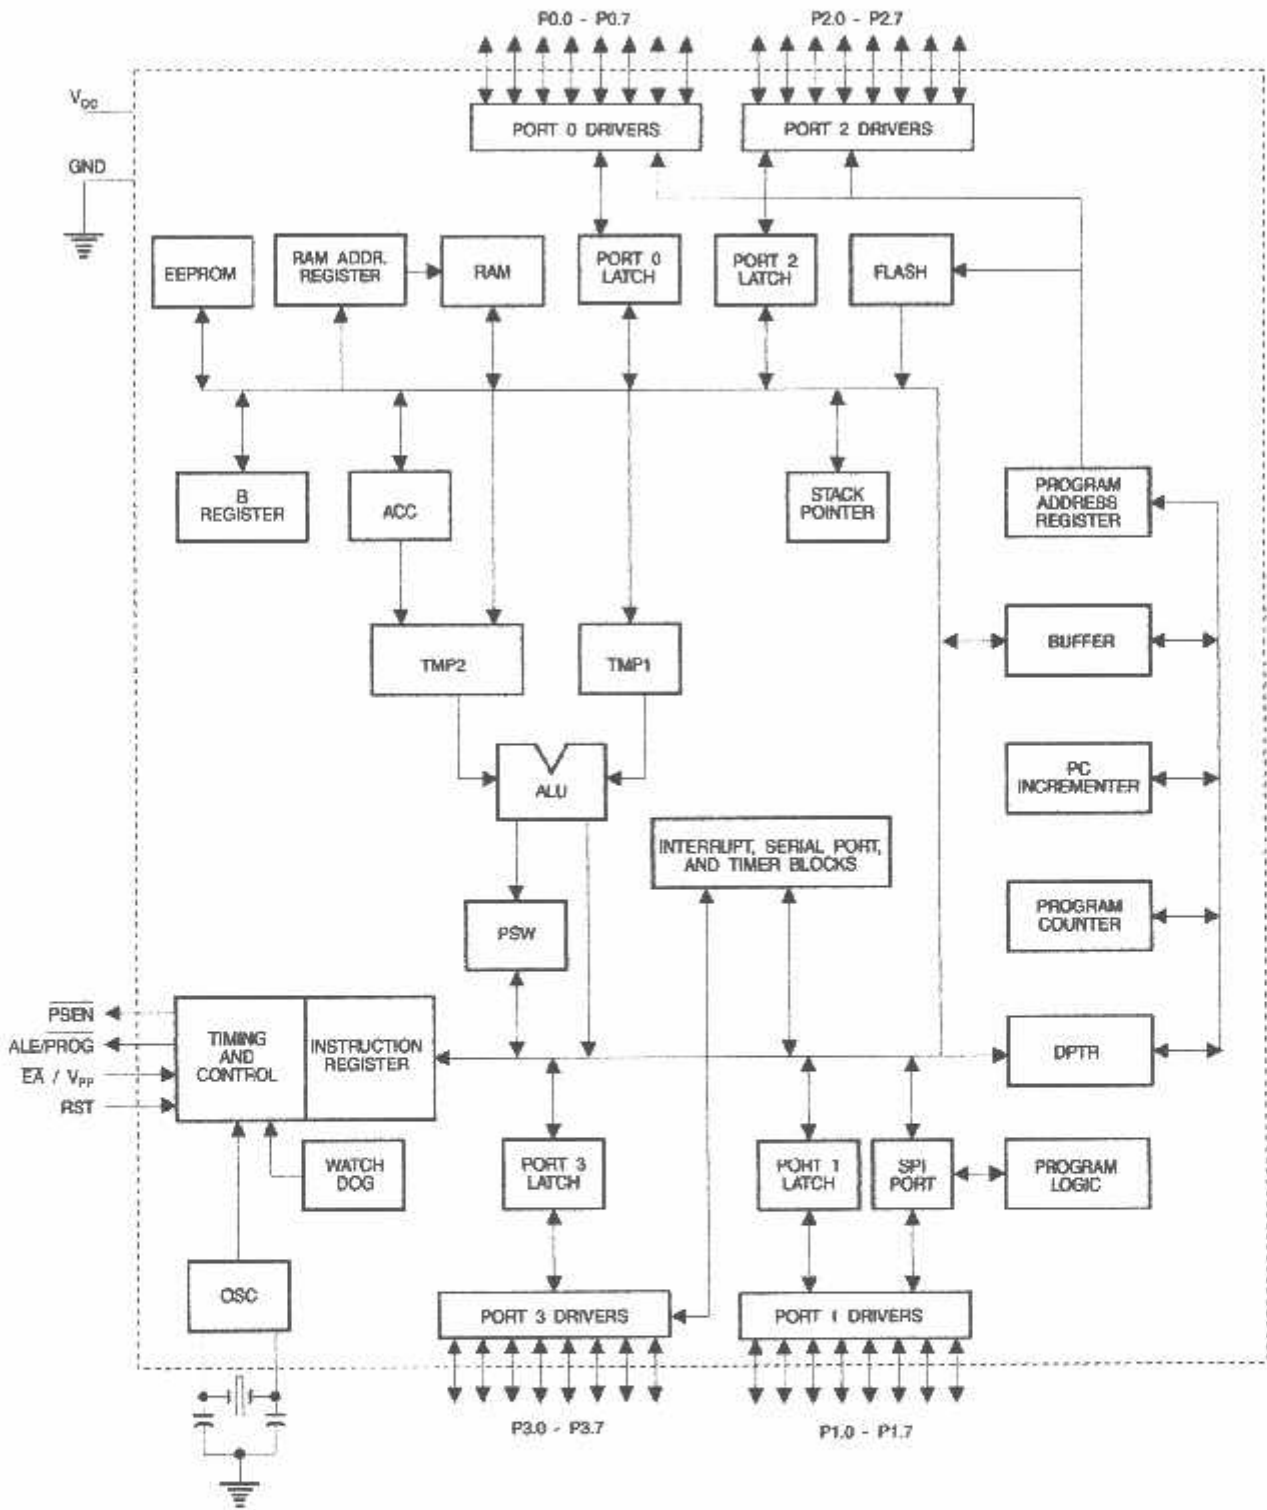 P0.0 - P0.7
P2.0 - P2.7
VCC
GND
PORT 0 DRIVERS
PORT 2 DRIVERS
EEPROM
RAM ADDR.
REGISTER
RAM
PORT 0
LATCH
PORT 2
LATCH
FLASH
B
REGISTER
ACC
STACK
POINTER
PROGRAM
ADDRESS
REGISTER
TMP2
TMP1
BUFFER
ALU
PC
INCREMENTER
INTERRUPT, SERIAL PORT,
AND TIMER BLOCKS
PSW
PROGRAM
COUNTER
PSEN
ALE/PROG
EA / VPP
RST
TIMING
AND
CONTROL
INSTRUCTION
REGISTER
DPTR
WATCH
DOG
PORT 3
LATCH
PORT 1
LATCH
SPI
PORT
PROGRAM
LOGIC
OSC
PORT 3 DRIVERS
PORT 1 DRIVERS
P3.0 - P3.7
P1.0 - P1.7